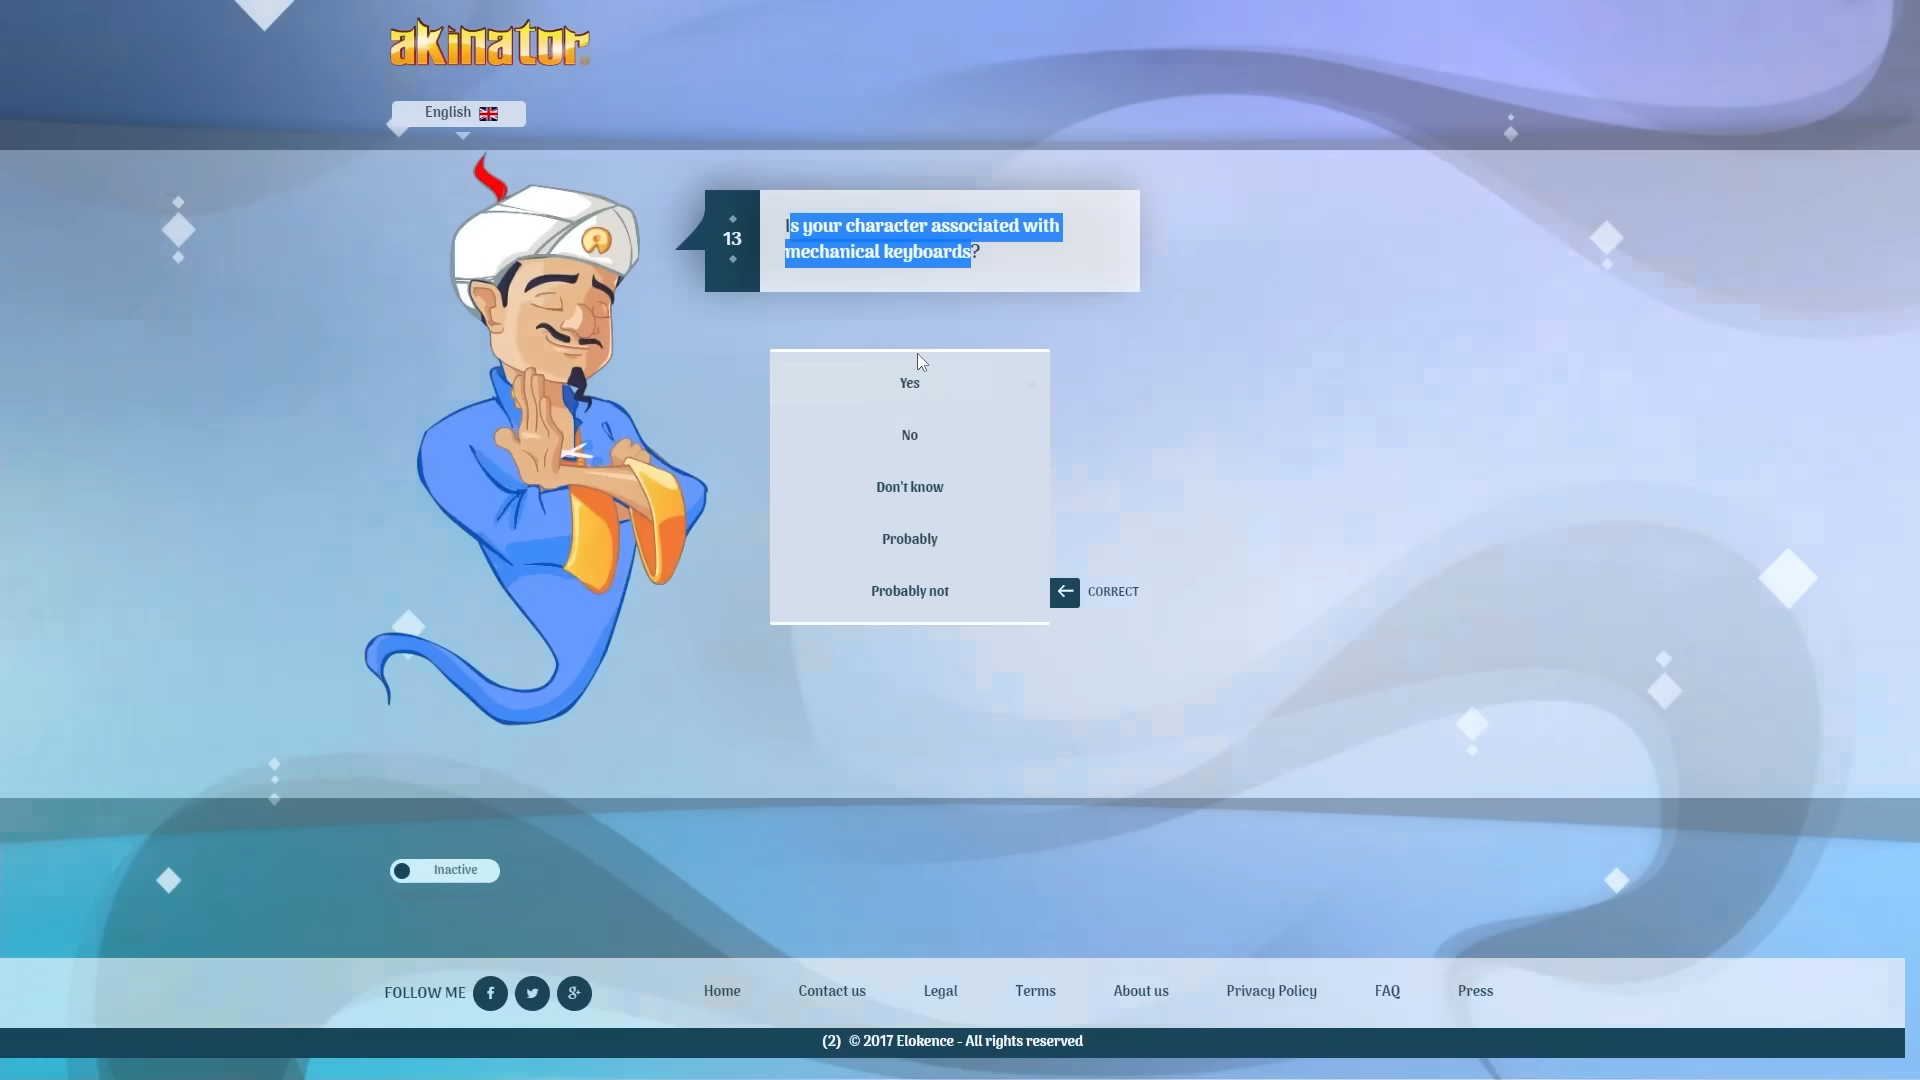 akinator
English
13
Is your character associated with
mechanical keyboards?
Yes
No
Don't know
Probably
Probably not
CORRECT
Inactive
FOLLOW ME
Home
Contact us
Legal
Terms
About us
Privacy Policy
FAQ
Press
(2) © 2017 Elokence - All rights reserved